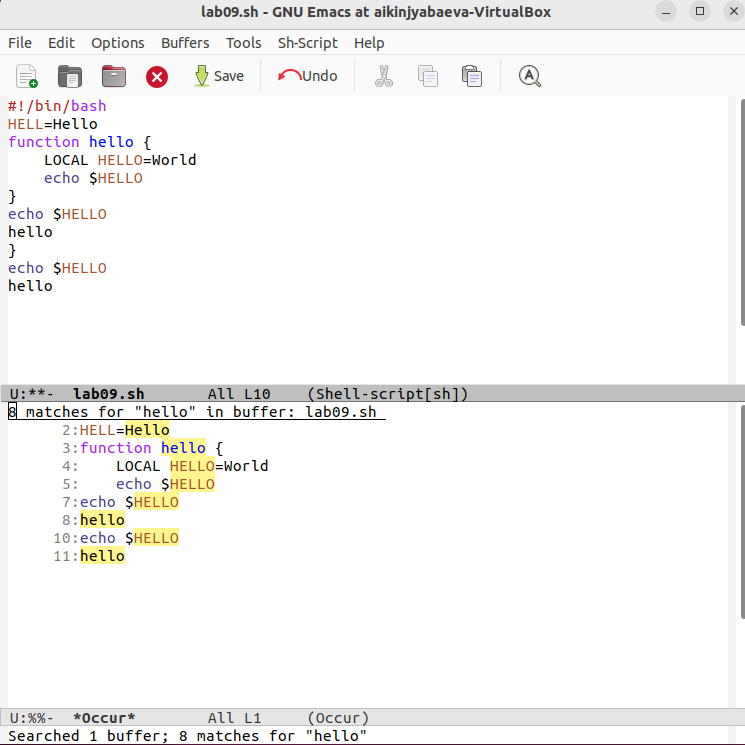 lab09.sh - GNU Emacs at aikinjyabaeva-VirtualBox
File Edit Options Buffers Tools Sh-Script Help
Save Undo
#!/bin/bash
HELL=Hello
function hello {
    LOCAL HELLO=World
    echo $HELLO
}
echo $HELLO
hello
}
echo $HELLO
hello
U:**-  lab09.sh       All L10    (Shell-script[sh])
8 matches for "hello" in buffer: lab09.sh
      2:HELL=Hello
      3:function hello {
      4:    LOCAL HELLO=World
      5:    echo $HELLO
      7:echo $HELLO
      8:hello
     10:echo $HELLO
     11:hello
U:%%-  *Occur*        All L1     (Occur)
Searched 1 buffer; 8 matches for "hello"